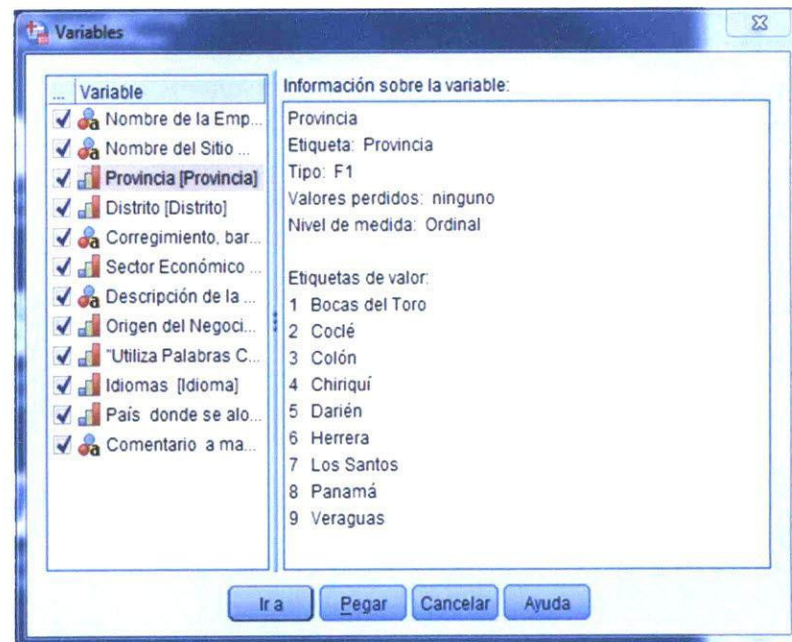 Variables
... Variable
Nombre de la Emp...
Nombre del Sitio ...
Provincia [Provincia]
Distrito [Distrito]
Corregimiento, bar...
Sector Económico ...
Descripción de la ...
Origen del Negoci...
"Utiliza Palabras C...
Idiomas [Idioma]
País donde se alo...
Comentario a ma...
Información sobre la variable:
Provincia
Etiqueta: Provincia
Tipo: F1
Valores perdidos: ninguno
Nivel de medida: Ordinal
Etiquetas de valor:
1 Bocas del Toro
2 Coclé
3 Colón
4 Chiriquí
5 Darién
6 Herrera
7 Los Santos
8 Panamá
9 Veraguas
Ir a Pegar Cancelar Ayuda